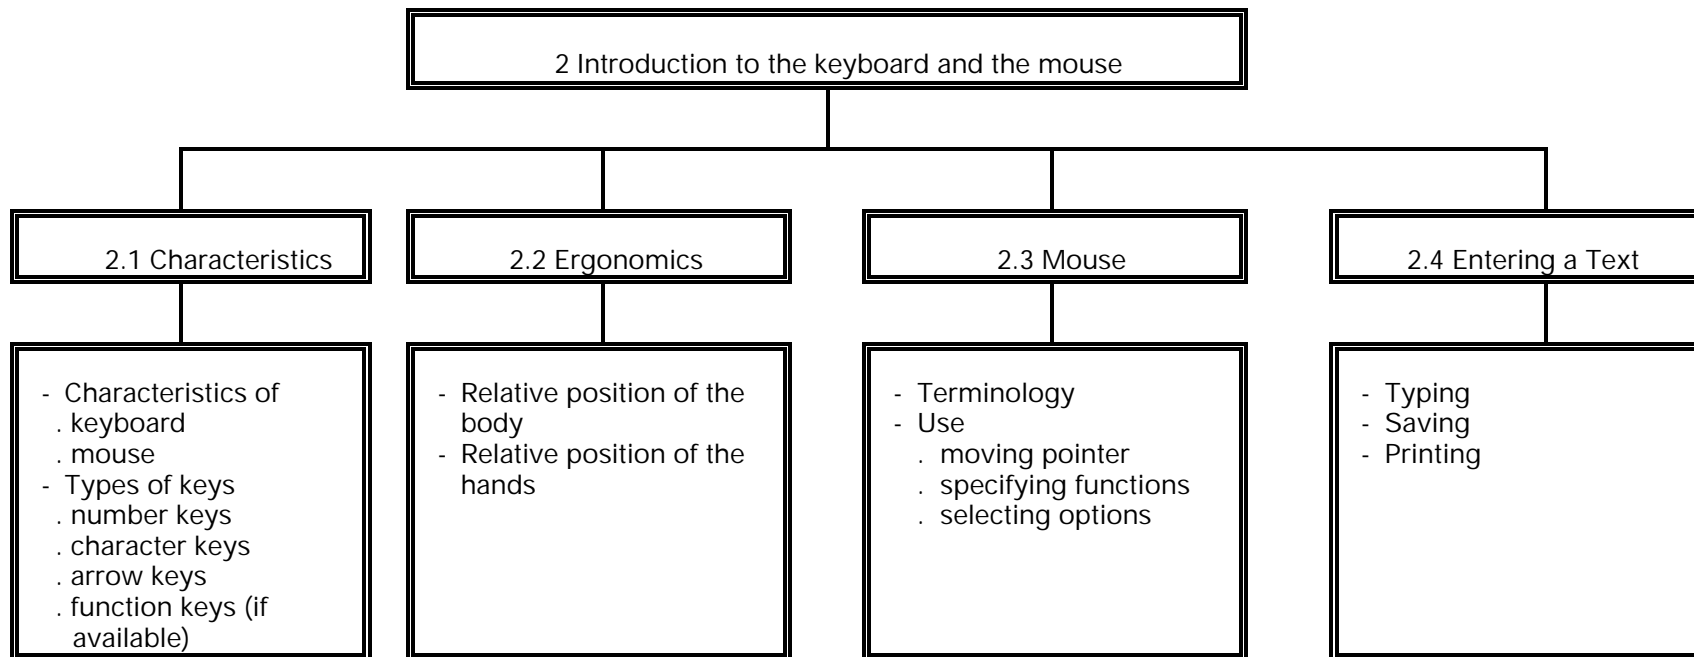 2 Introduction to the keyboard and the mouse
2.1 Characteristics
2.2 Ergonomics
2.3 Mouse
2.4 Entering a Text
- Characteristics of
. keyboard
. mouse
- Types of keys
. number keys
. character keys
. arrow keys
. function keys (if
available)
- Relative position of the
body
- Relative position of the
hands
- Terminology
- Use
. moving pointer
. specifying functions
. selecting options
- Typing
- Saving
- Printing